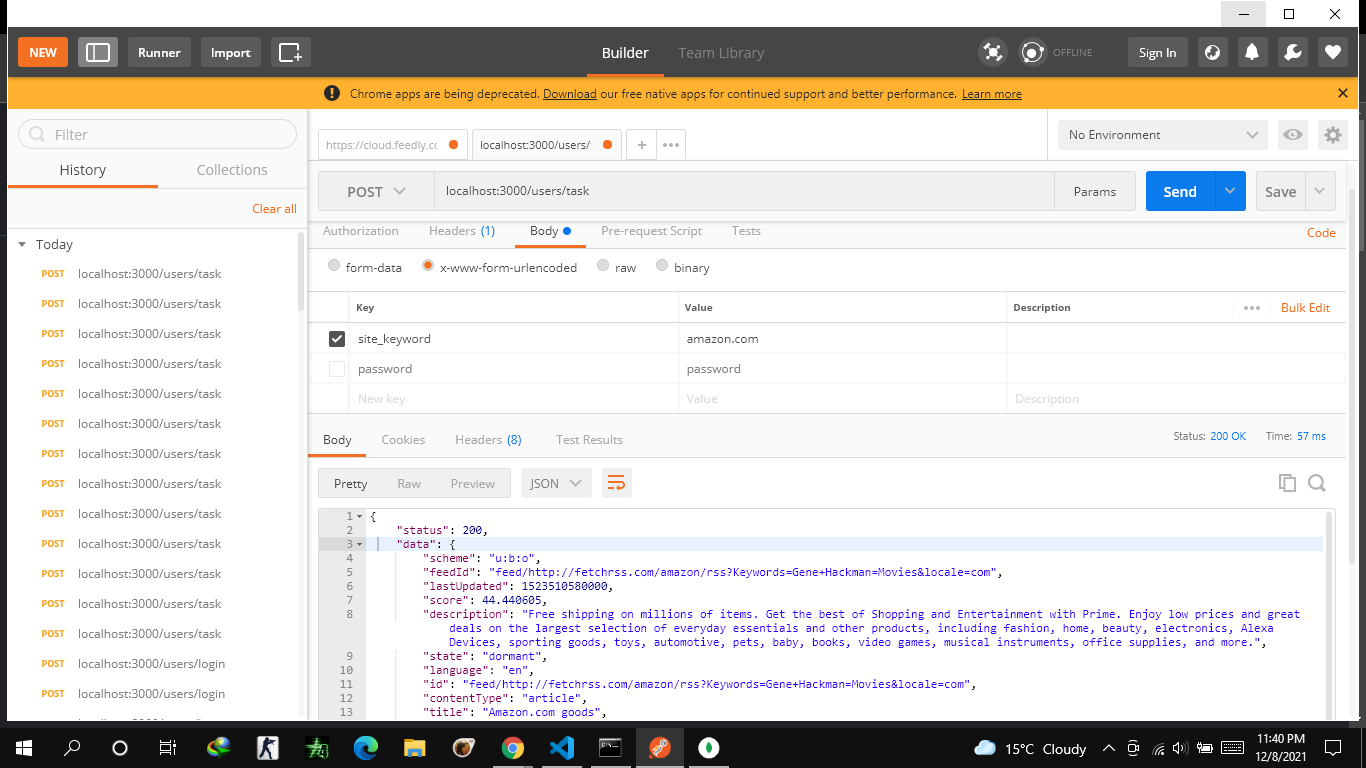 NEW Runner Import Builder Team Library OFFLINE Sign In
Chrome apps are being deprecated. Download our free native apps for continued support and better performance. Learn more
Filter
History Collections
Clear all
Today
POST localhost:3000/users/task
POST localhost:3000/users/task
POST localhost:3000/users/task
POST localhost:3000/users/task
POST localhost:3000/users/task
POST localhost:3000/users/task
POST localhost:3000/users/task
POST localhost:3000/users/task
POST localhost:3000/users/task
POST localhost:3000/users/task
POST localhost:3000/users/task
POST localhost:3000/users/task
POST localhost:3000/users/task
POST localhost:3000/users/login
POST localhost:3000/users/login
https://cloud.feedly.cc localhost:3000/users/ + ••• No Environment
POST localhost:3000/users/task Params Send Save
Authorization Headers (1) Body Pre-request Script Tests Code
form-data x-www-form-urlencoded raw binary
Key Value Description ••• Bulk Edit
site_keyword amazon.com
password password
New key Value Description
Body Cookies Headers (8) Test Results Status: 200 OK Time: 57 ms
Pretty Raw Preview JSON
1 {
2 "status": 200,
3 "data": {
4 "scheme": "u:b:o",
5 "feedId": "feed/http://fetchrss.com/amazon/rss?Keywords=Gene+Hackman=Movies&locale=com",
6 "lastUpdated": 1523510580000,
7 "score": 44.440605,
8 "description": "Free shipping on millions of items. Get the best of Shopping and Entertainment with Prime. Enjoy low prices and great
deals on the largest selection of everyday essentials and other products, including fashion, home, beauty, electronics, Alexa
Devices, sporting goods, toys, automotive, pets, baby, books, video games, musical instruments, office supplies, and more.",
9 "state": "dormant",
10 "language": "en",
11 "id": "feed/http://fetchrss.com/amazon/rss?Keywords=Gene+Hackman=Movies&locale=com",
12 "contentType": "article",
13 "title": "Amazon.com goods",
15°C Cloudy 11:40 PM
12/8/2021